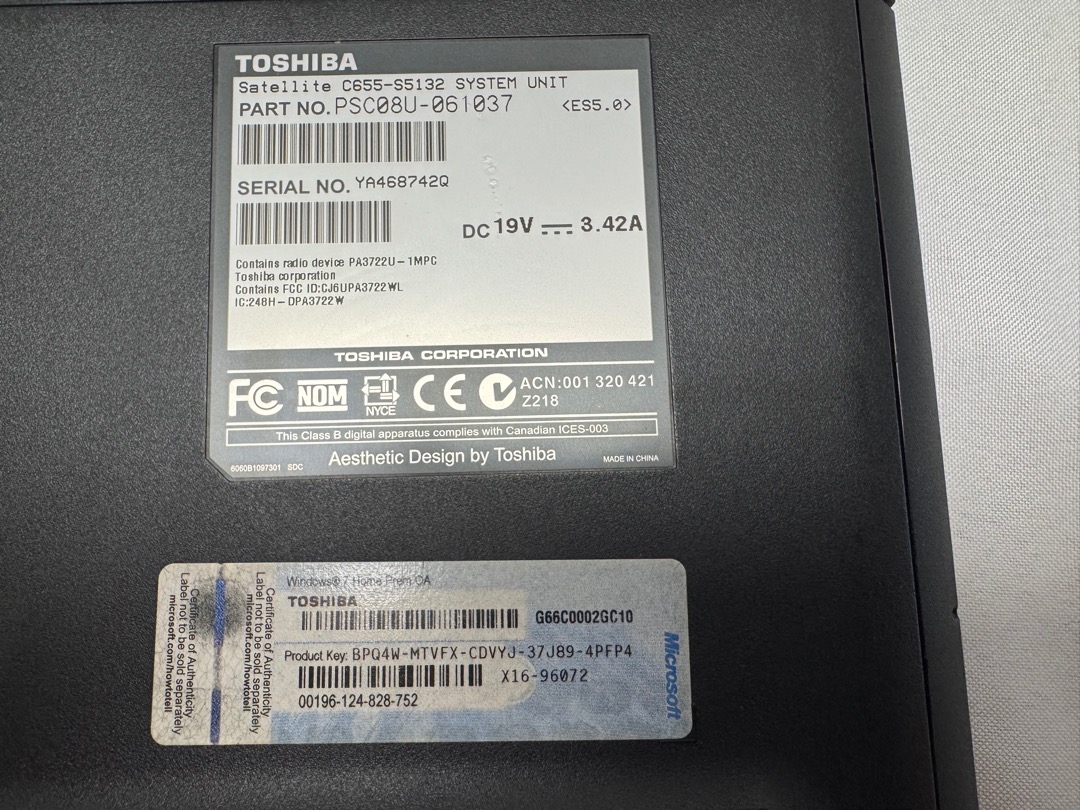 TOSHIBA
Satellite C655-S5132 SYSTEM UNIT
PART NO. PSC08U-061037 <ES5.0>
SERIAL NO. YA468742Q
DC 19V 3.42A
Contains radio device PA3722U-1MPC
Toshiba corporation
Contains FCC ID:CJ6UPA3722WL
IC:248H-DPA3722W
TOSHIBA CORPORATION
FC NOM NYCE CE ACN:001 320 421
Z218
This Class B digital apparatus complies with Canadian ICES-003
Aesthetic Design by Toshiba
6060B1097301 SDC
MADE IN CHINA
Certificate of Authenticity
Label not to be sold separately
microsoft.com/howtotell
Certificate of Authenticity
Label not to be sold separately
microsoft.com/howtotell
Windows® 7 Home Prem OA
TOSHIBA
G66C0002GC10
Product Key: BPQ4W-MTVFX-CDVYJ-37J89-4PFP4
X16-96072
00196-124-828-752
Microsoft